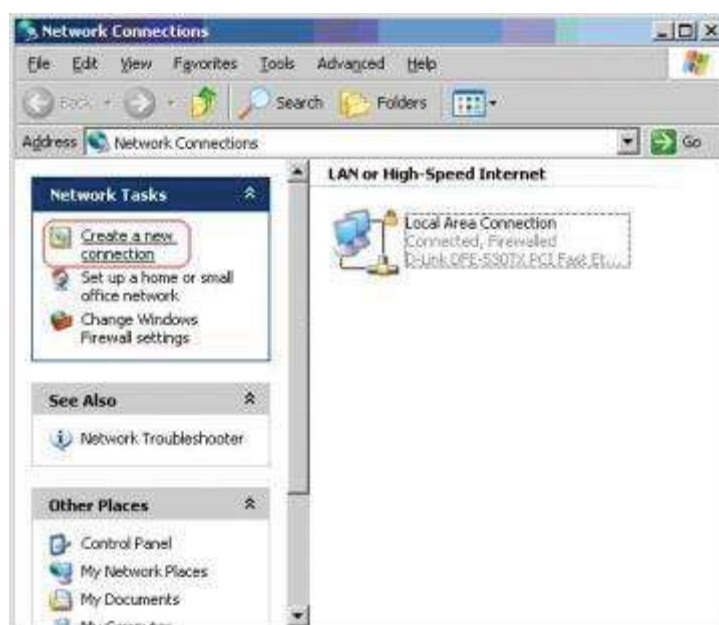 Network Connections
File Edit View Favorites Tools Advanced Help
Back Search Folders
Address Network Connections Go
Network Tasks
Create a new
connection
Set up a home or small
office network
Change Windows
Firewall settings
See Also
Network Troubleshooter
Other Places
Control Panel
My Network Places
My Documents
My Computer
LAN or High-Speed Internet
Local Area Connection
Connected, Firewalled
D-Link DFE-530TX PCI Fast Et...